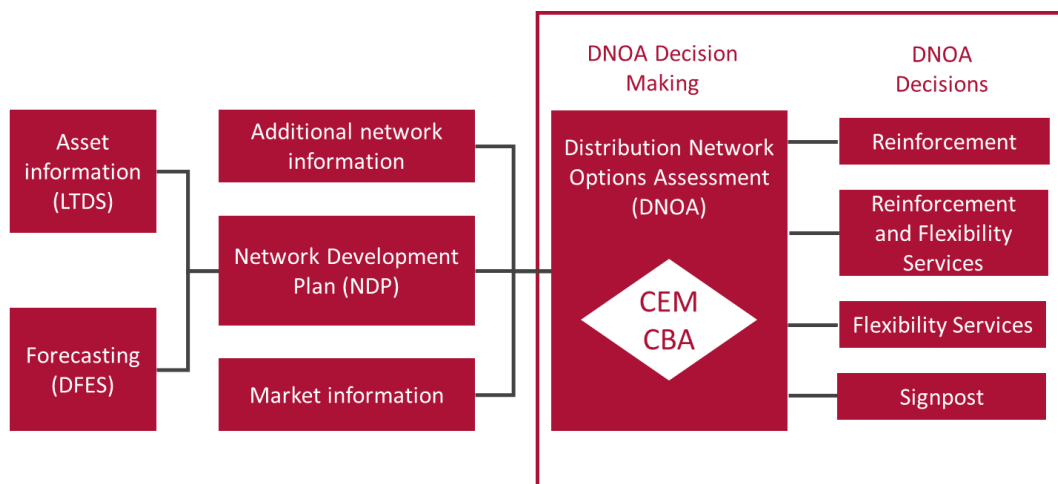 Asset
information
(LTDS)
Forecasting
(DFES)
Additional network
information
Network Development
Plan (NDP)
Market information
DNOA Decision
Making
Distribution Network
Options Assessment
(DNOA)
CEM
CBA
DNOA
Decisions
Reinforcement
Reinforcement
and Flexibility
Services
Flexibility Services
Signpost